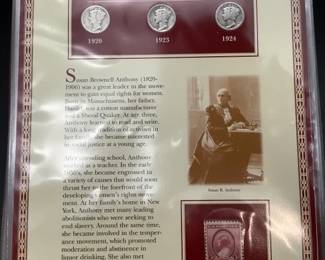 1920 1923 1924
Susan Brownell Anthony (1820-
1906) was a great leader in the move-
ment to gain equal rights for women.
Born in Massachusetts, her father,
Daniel, was a cotton manufacturer
and a liberal Quaker. At age three,
Anthony learned to read and write.
With a long tradition of activism in
her family, she became interested
in social justice at a young age.
After attending school, Anthony
worked as a teacher. In the early
1850's, she became engrossed in
a variety of causes that would soon
thrust her to the forefront of the
developing women's rights movement.
At her family's home in New
York, Anthony met many leading
abolitionists who were seeking
to end slavery. Around the same time,
she became involved in the temper-
ance movement, which promoted
moderation and abstinence in
liquor drinking. She also met
Susan B. Anthony